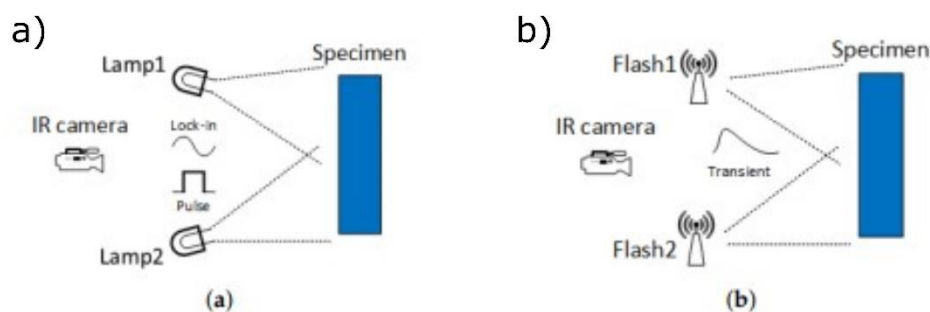 a)
Specimen
Lamp1
IR camera
Lock-in
Pulse
Lamp2
(a)
b)
Specimen
Flash1
IR camera
Transient
Flash2
(b)